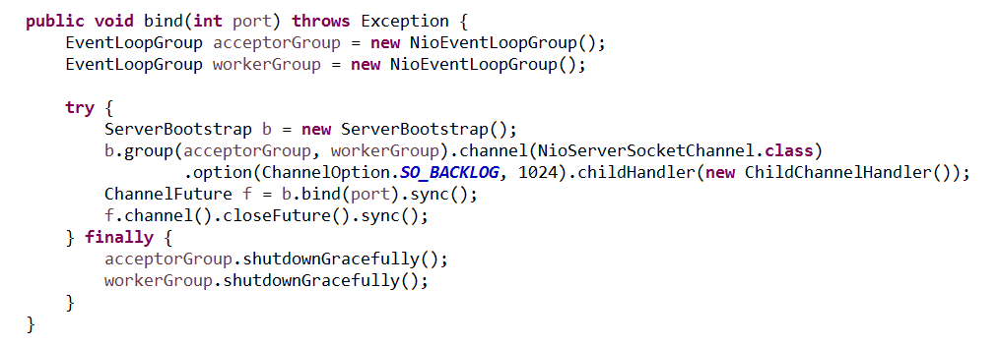 public void bind(int port) throws Exception {
    EventLoopGroup acceptorGroup = new NioEventLoopGroup();
    EventLoopGroup workerGroup = new NioEventLoopGroup();

    try {
        ServerBootstrap b = new ServerBootstrap();
        b.group(acceptorGroup, workerGroup).channel(NioServerSocketChannel.class)
                .option(ChannelOption.SO_BACKLOG, 1024).childHandler(new ChildChannelHandler());
        ChannelFuture f = b.bind(port).sync();
        f.channel().closeFuture().sync();
    } finally {
        acceptorGroup.shutdownGracefully();
        workerGroup.shutdownGracefully();
    }
}